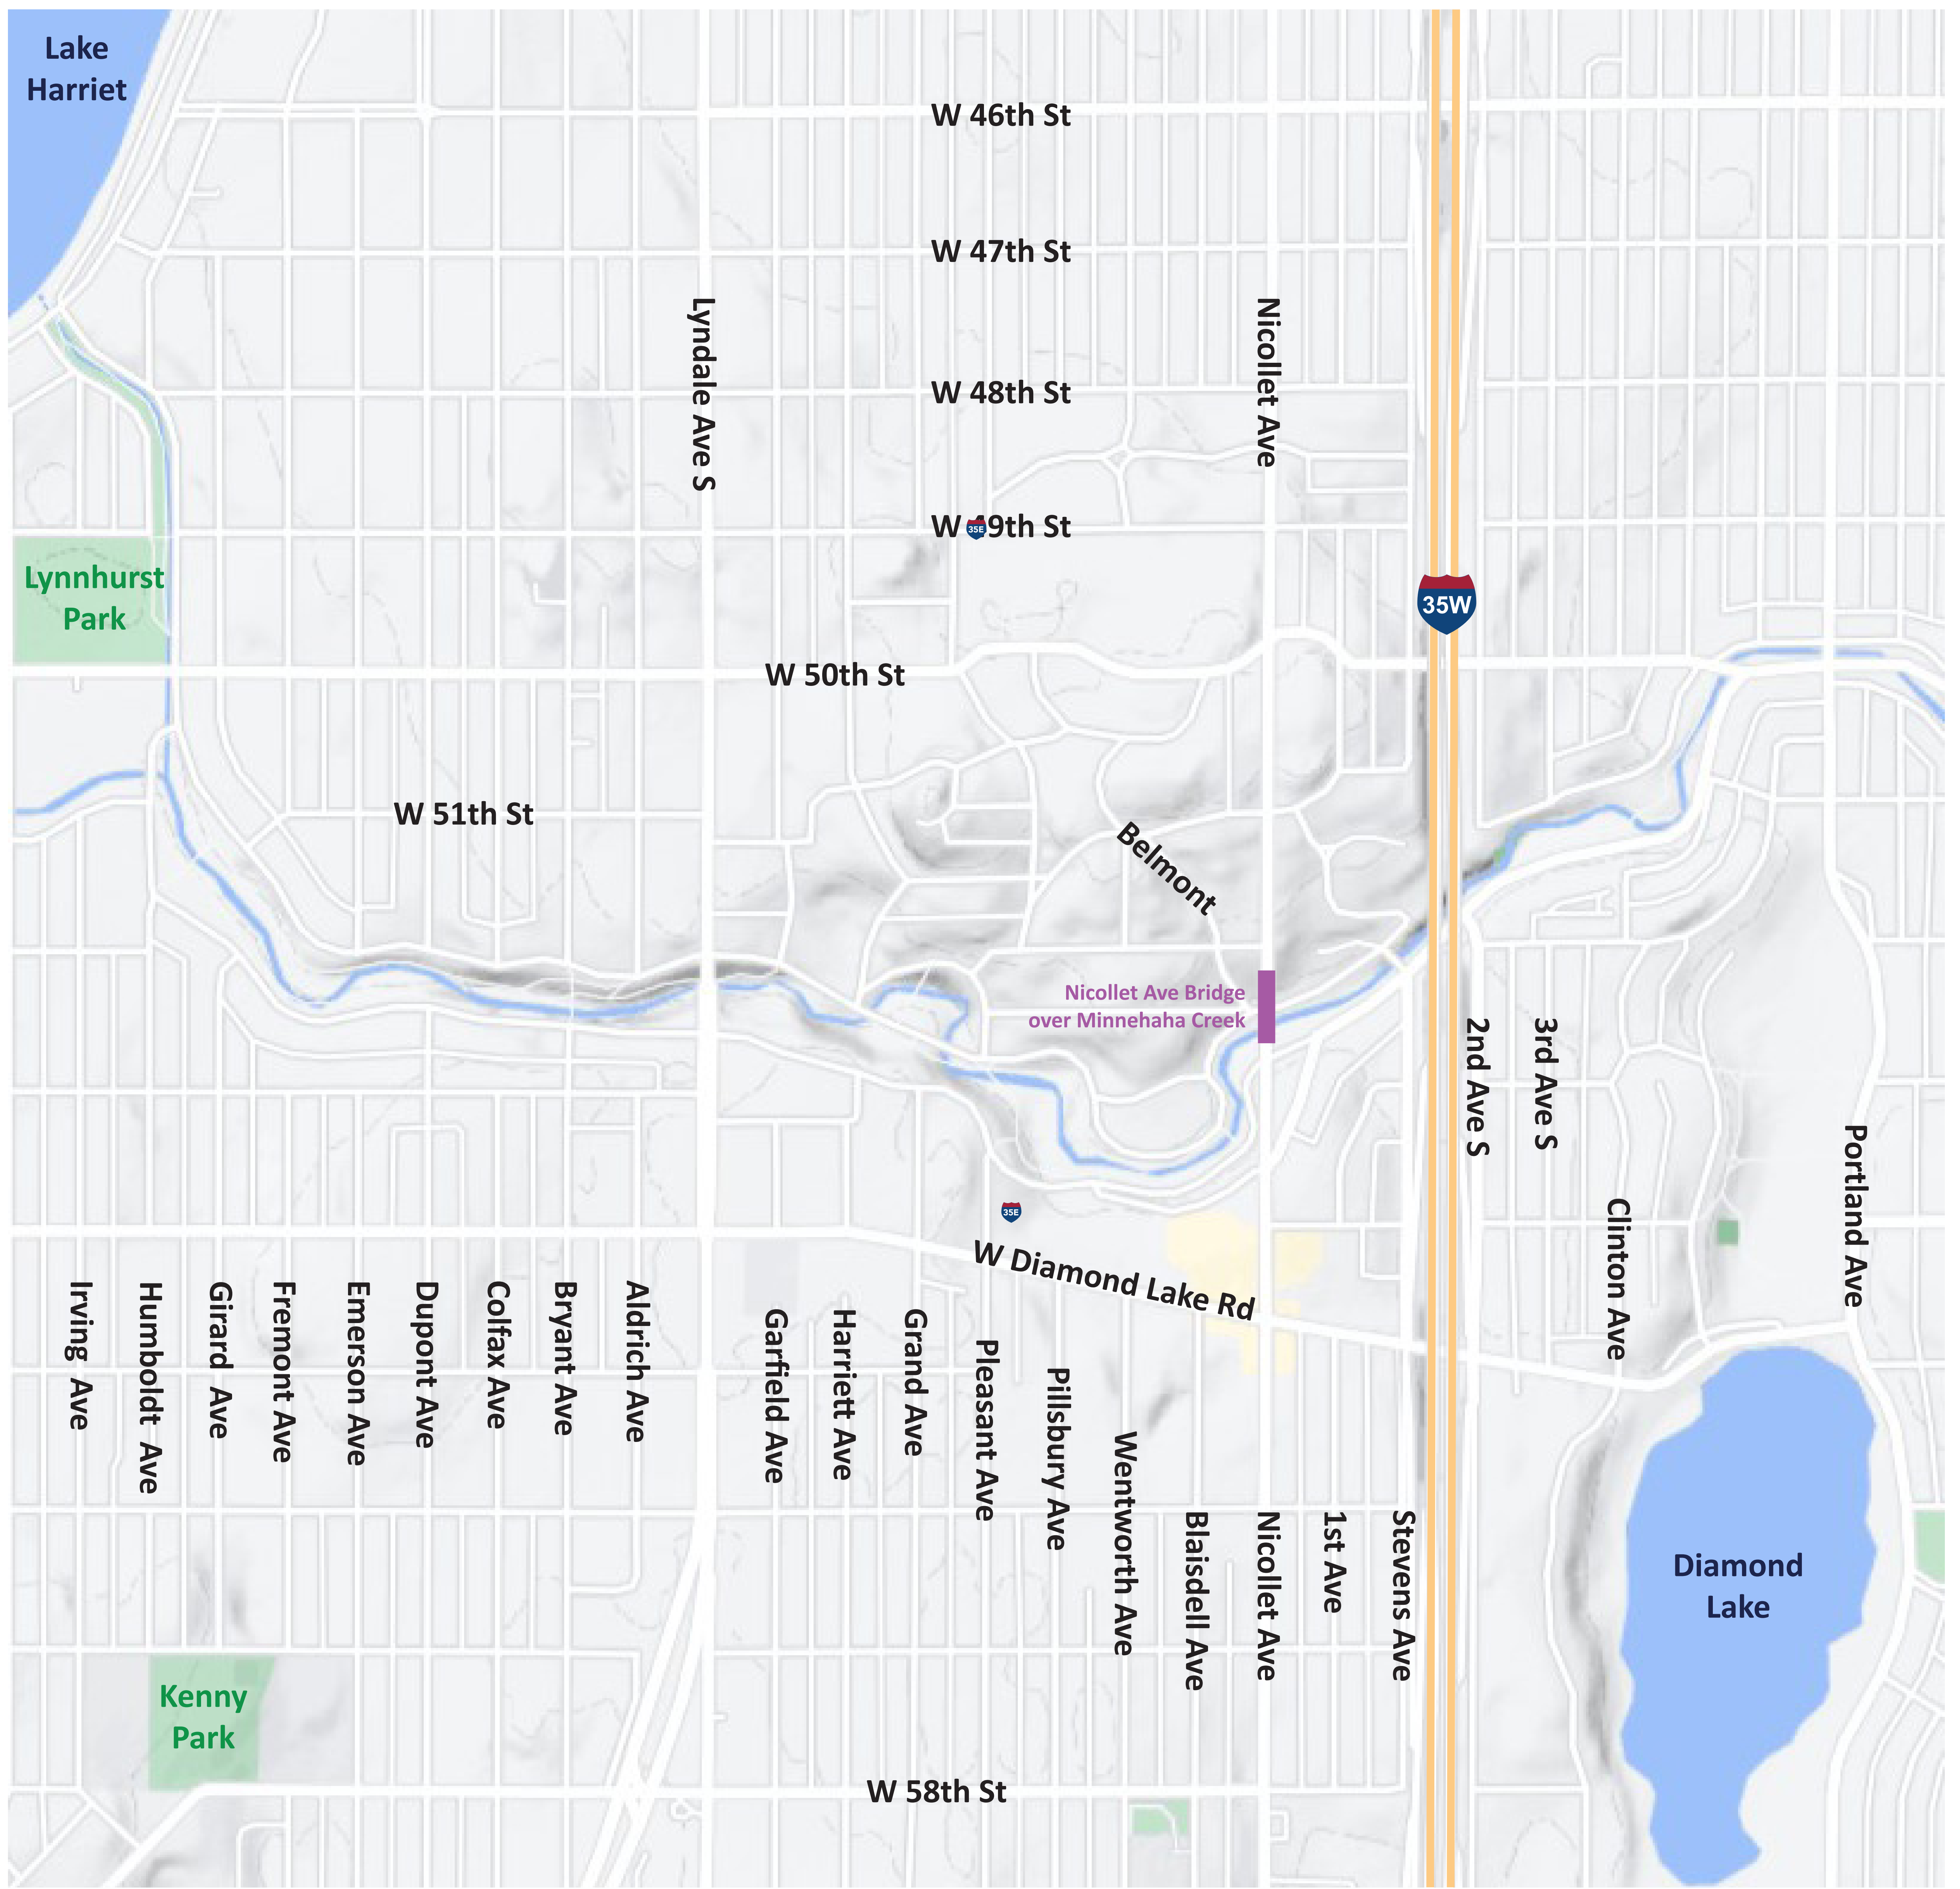 Lake
Harriet
W 46th St
W 47th St
Lyndale Ave S
Nicollet Ave
W 48th St
W 49th St
35E
Lynnhurst
Park
35W
W 50th St
W 51th St
Belmont
Nicollet Ave Bridge
over Minnehaha Creek
2nd Ave S
3rd Ave S
Portland Ave
Clinton Ave
35E
W Diamond Lake Rd
Irving Ave
Humboldt Ave
Girard Ave
Fremont Ave
Emerson Ave
Dupont Ave
Colfax Ave
Bryant Ave
Aldrich Ave
Garfield Ave
Harriett Ave
Grand Ave
Pleasant Ave
Pillsbury Ave
Wentworth Ave
Blaisdell Ave
Nicollet Ave
1st Ave
Stevens Ave
Diamond
Lake
Kenny
Park
W 58th St